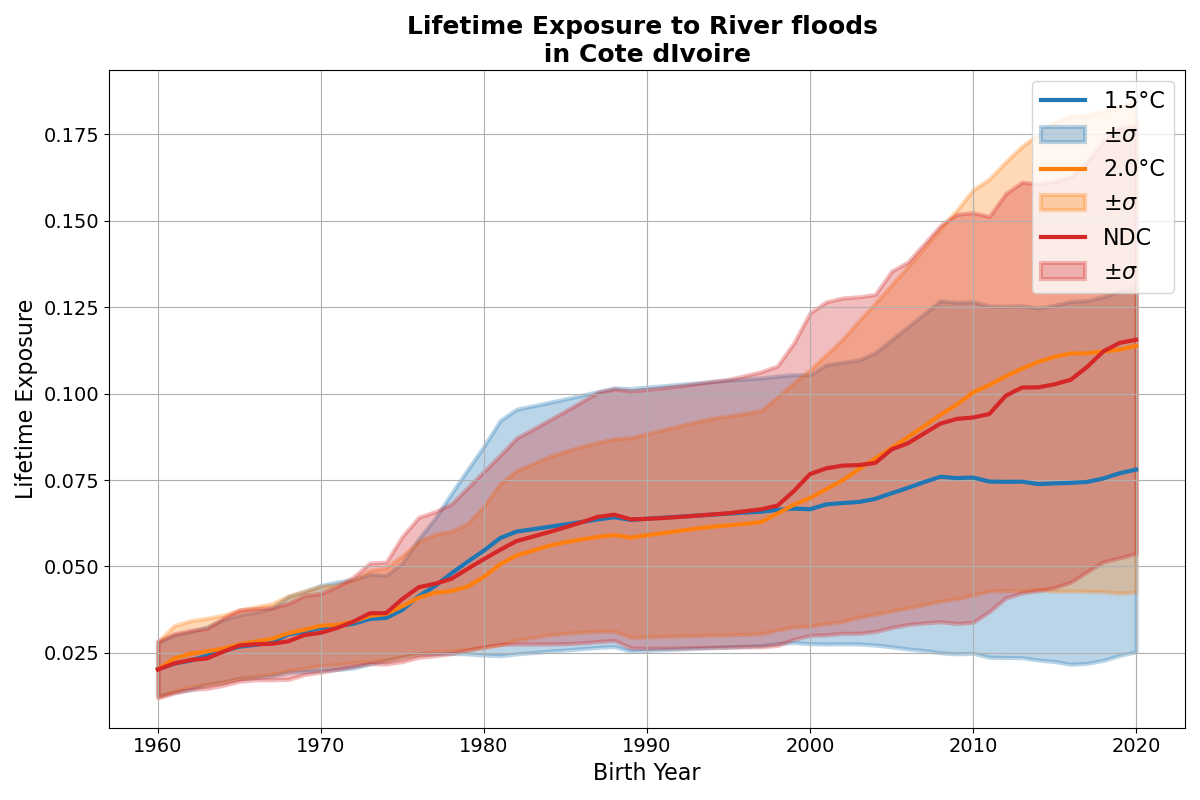 Lifetime Exposure to River floods
in Cote dIvoire
Lifetime Exposure
0.175
0.150
0.125
0.100
0.075
0.050
0.025
1960 1970 1980 1990 2000 2010 2020
Birth Year
1.5°C
±σ
2.0°C
±σ
NDC
±σ